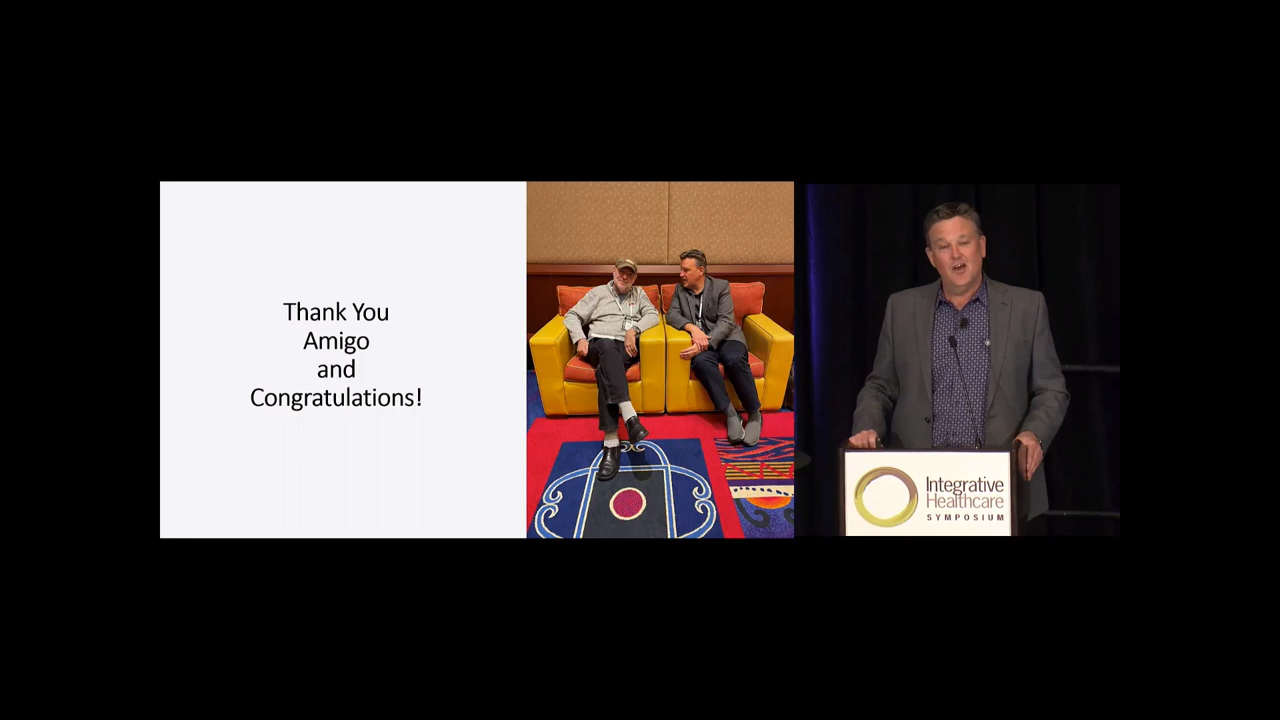 Thank You
Amigo
and
Congratulations!
Integrative
Healthcare
SYMPOSIUM